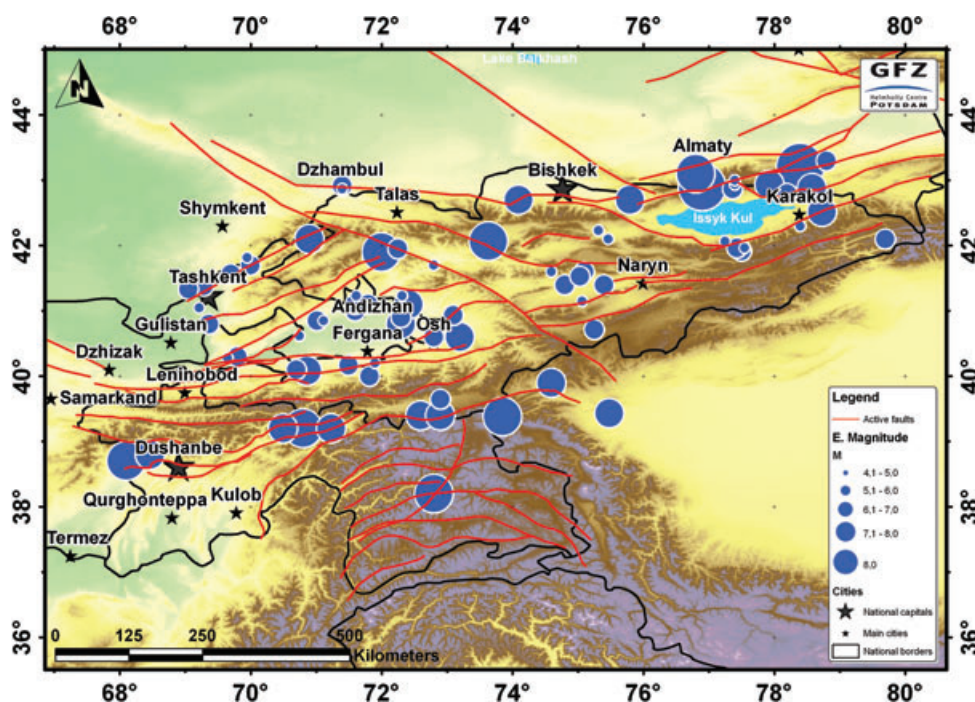 68° 70° 72° 74° 76° 78° 80°
Lake Balkhash
N
GFZ
Helmholtz Centre
POTSDAM
44° 44°
Almaty
Dzhambul
Bishkek
Talas
Karakol
Shymkent
Issyk Kul
42° 42°
Naryn
Tashkent
Andizhan
Gulistan
Fergana
Osh
Dzhizak
40° 40°
Leninobod
Samarkand
Dushanbe
Qurghonteppa
Kulob
38° 38°
Termez
36° 36°
Legend
Active faults
E. Magnitude
M
4,1 - 5,0
5,1 - 6,0
6,1 - 7,0
7,1 - 8,0
8,0
Cities
National capitals
Main cities
National borders
0 125 250 500
Kilometers
68° 70° 72° 74° 76° 78° 80°